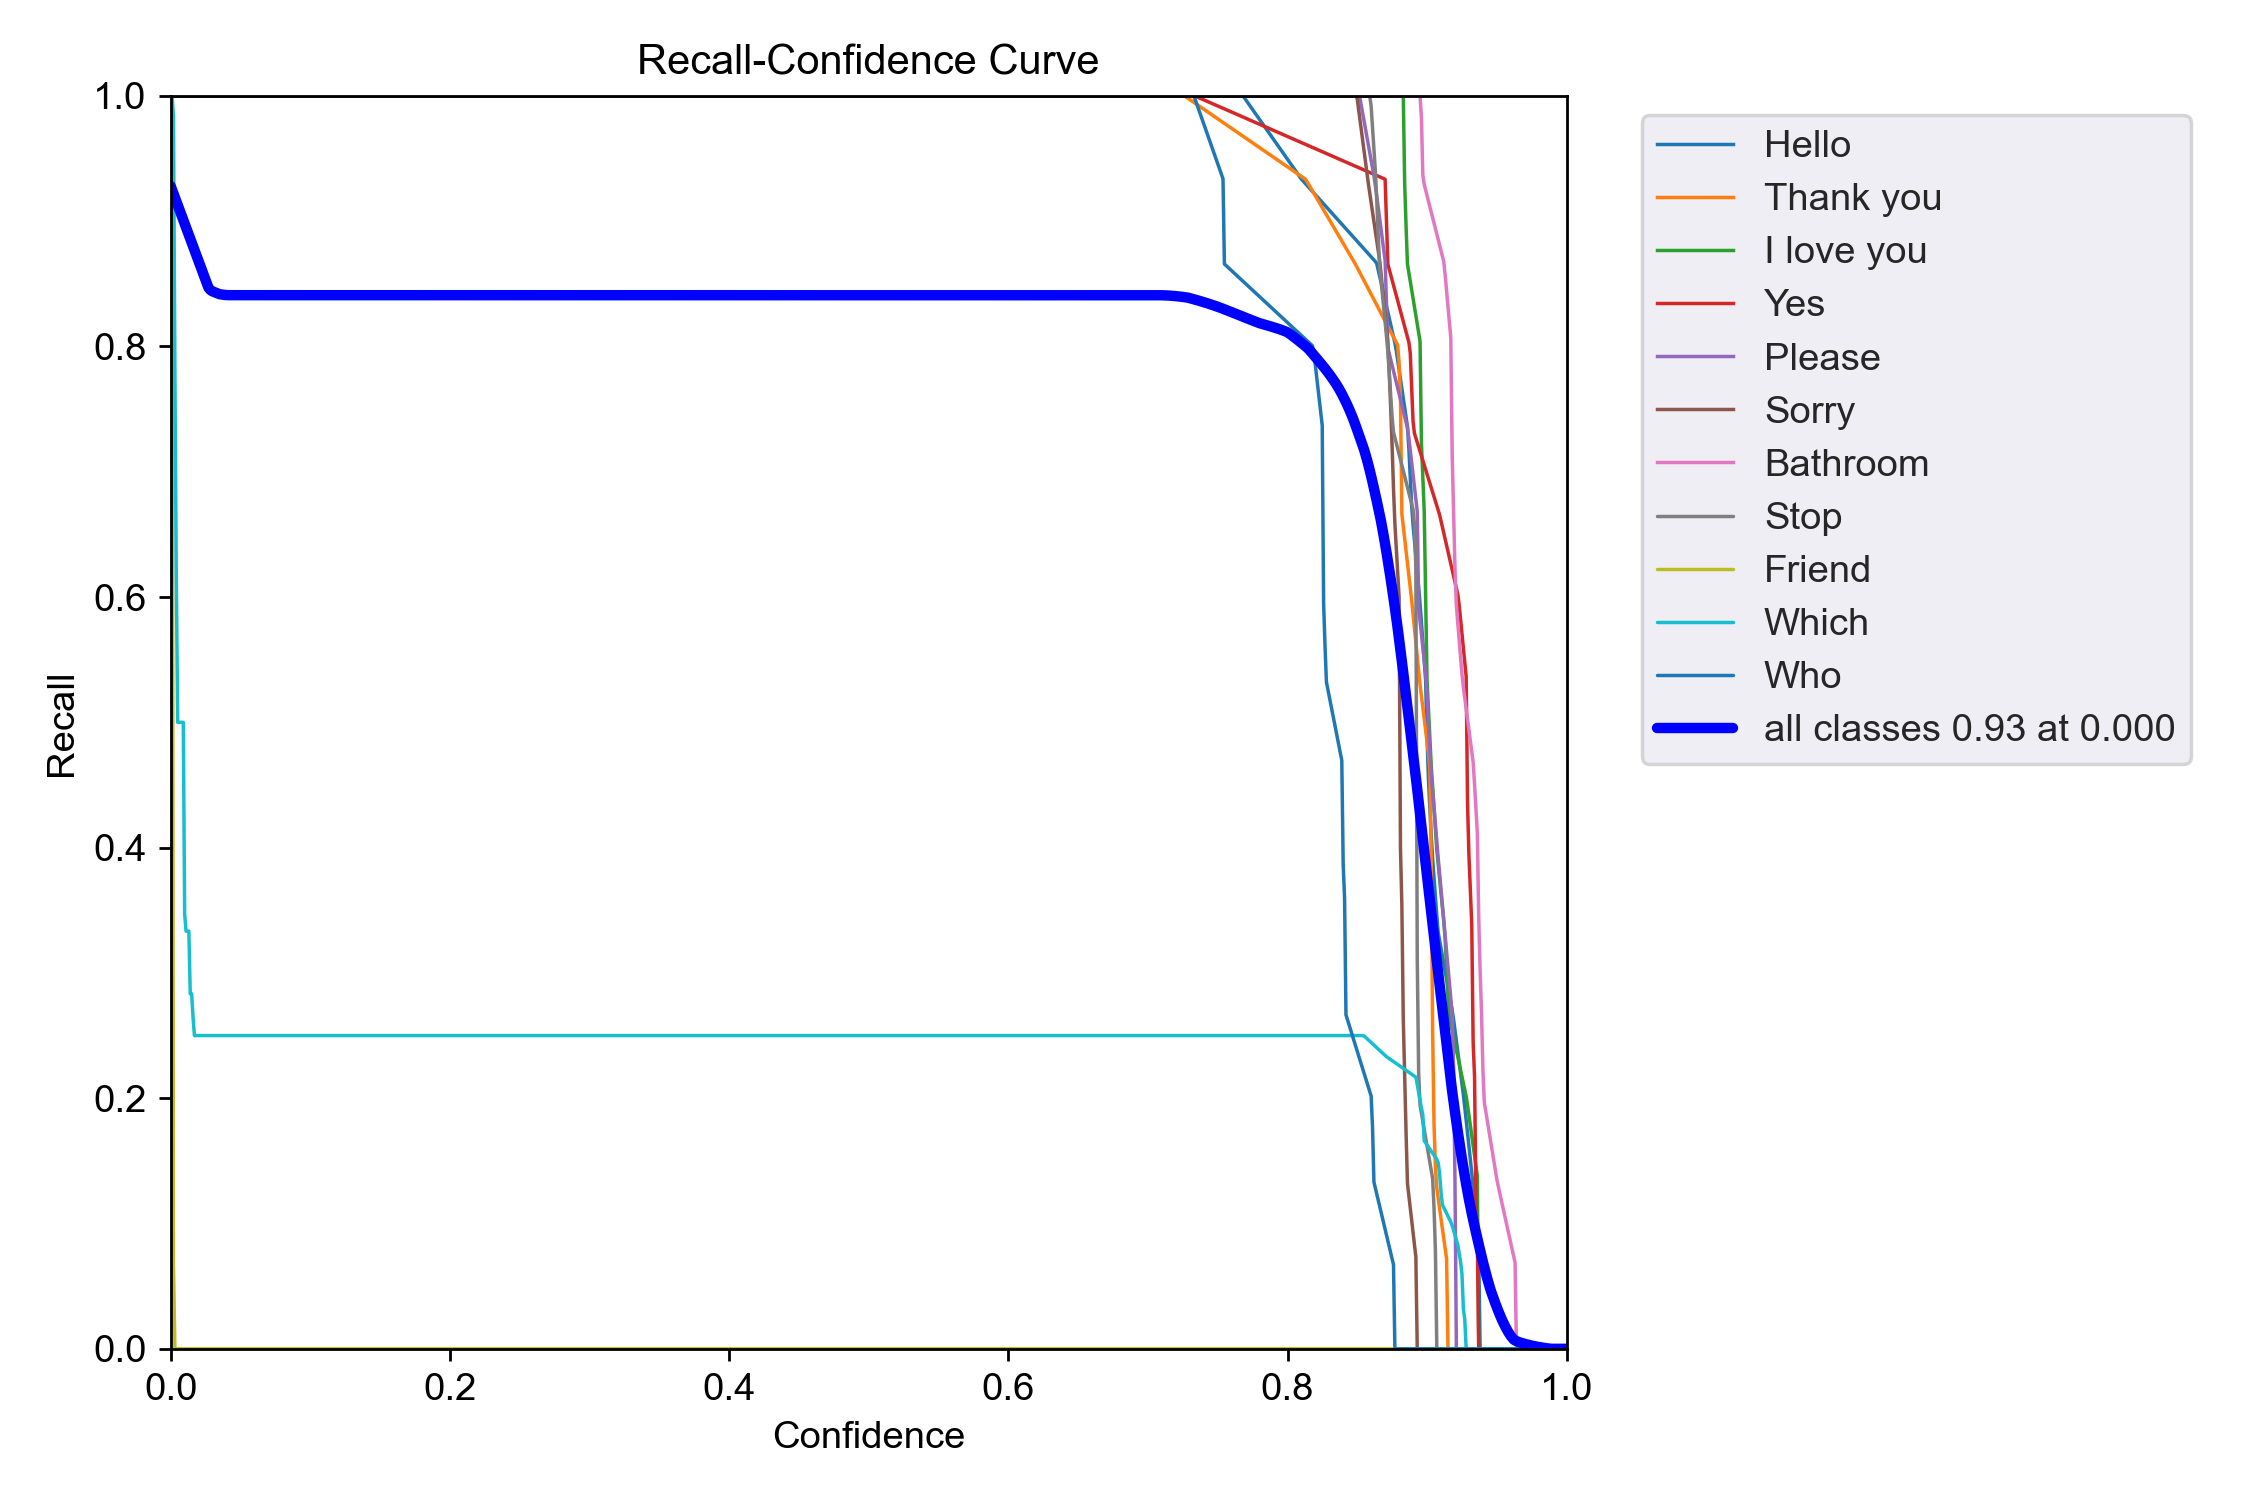 Recall-Confidence Curve
1.0
0.8
0.6
0.4
0.2
0.0
Recall
0.0 0.2 0.4 0.6 0.8 1.0
Confidence
Hello
Thank you
I love you
Yes
Please
Sorry
Bathroom
Stop
Friend
Which
Who
all classes 0.93 at 0.000